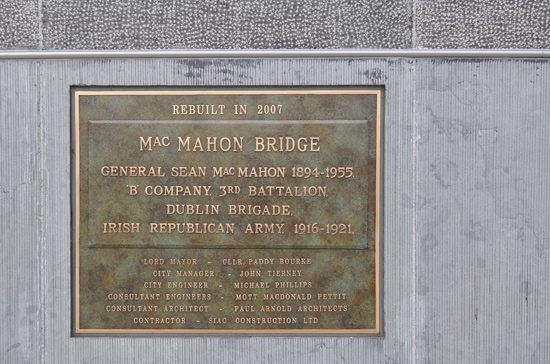 REBUILT IN 2007
MAC MAHON BRIDGE
GENERAL SEAN MACMAHON 1894-1955.
'B' COMPANY 3RD BATTALION
DUBLIN BRIGADE,
IRISH REPUBLICAN ARMY. 1916-1921.
LORD MAYOR - CLLR. PADDY BOURKE
CITY MANAGER - JOHN TIERNEY
CITY ENGINEER - MICHAEL PHILLIPS
CONSULTANT ENGINEERS - MOTT MACDONALD PETTIT
CONSULTANT ARCHITECT - PAUL ARNOLD ARCHITECTS
CONTRACTOR - SIAC CONSTRUCTION LTD